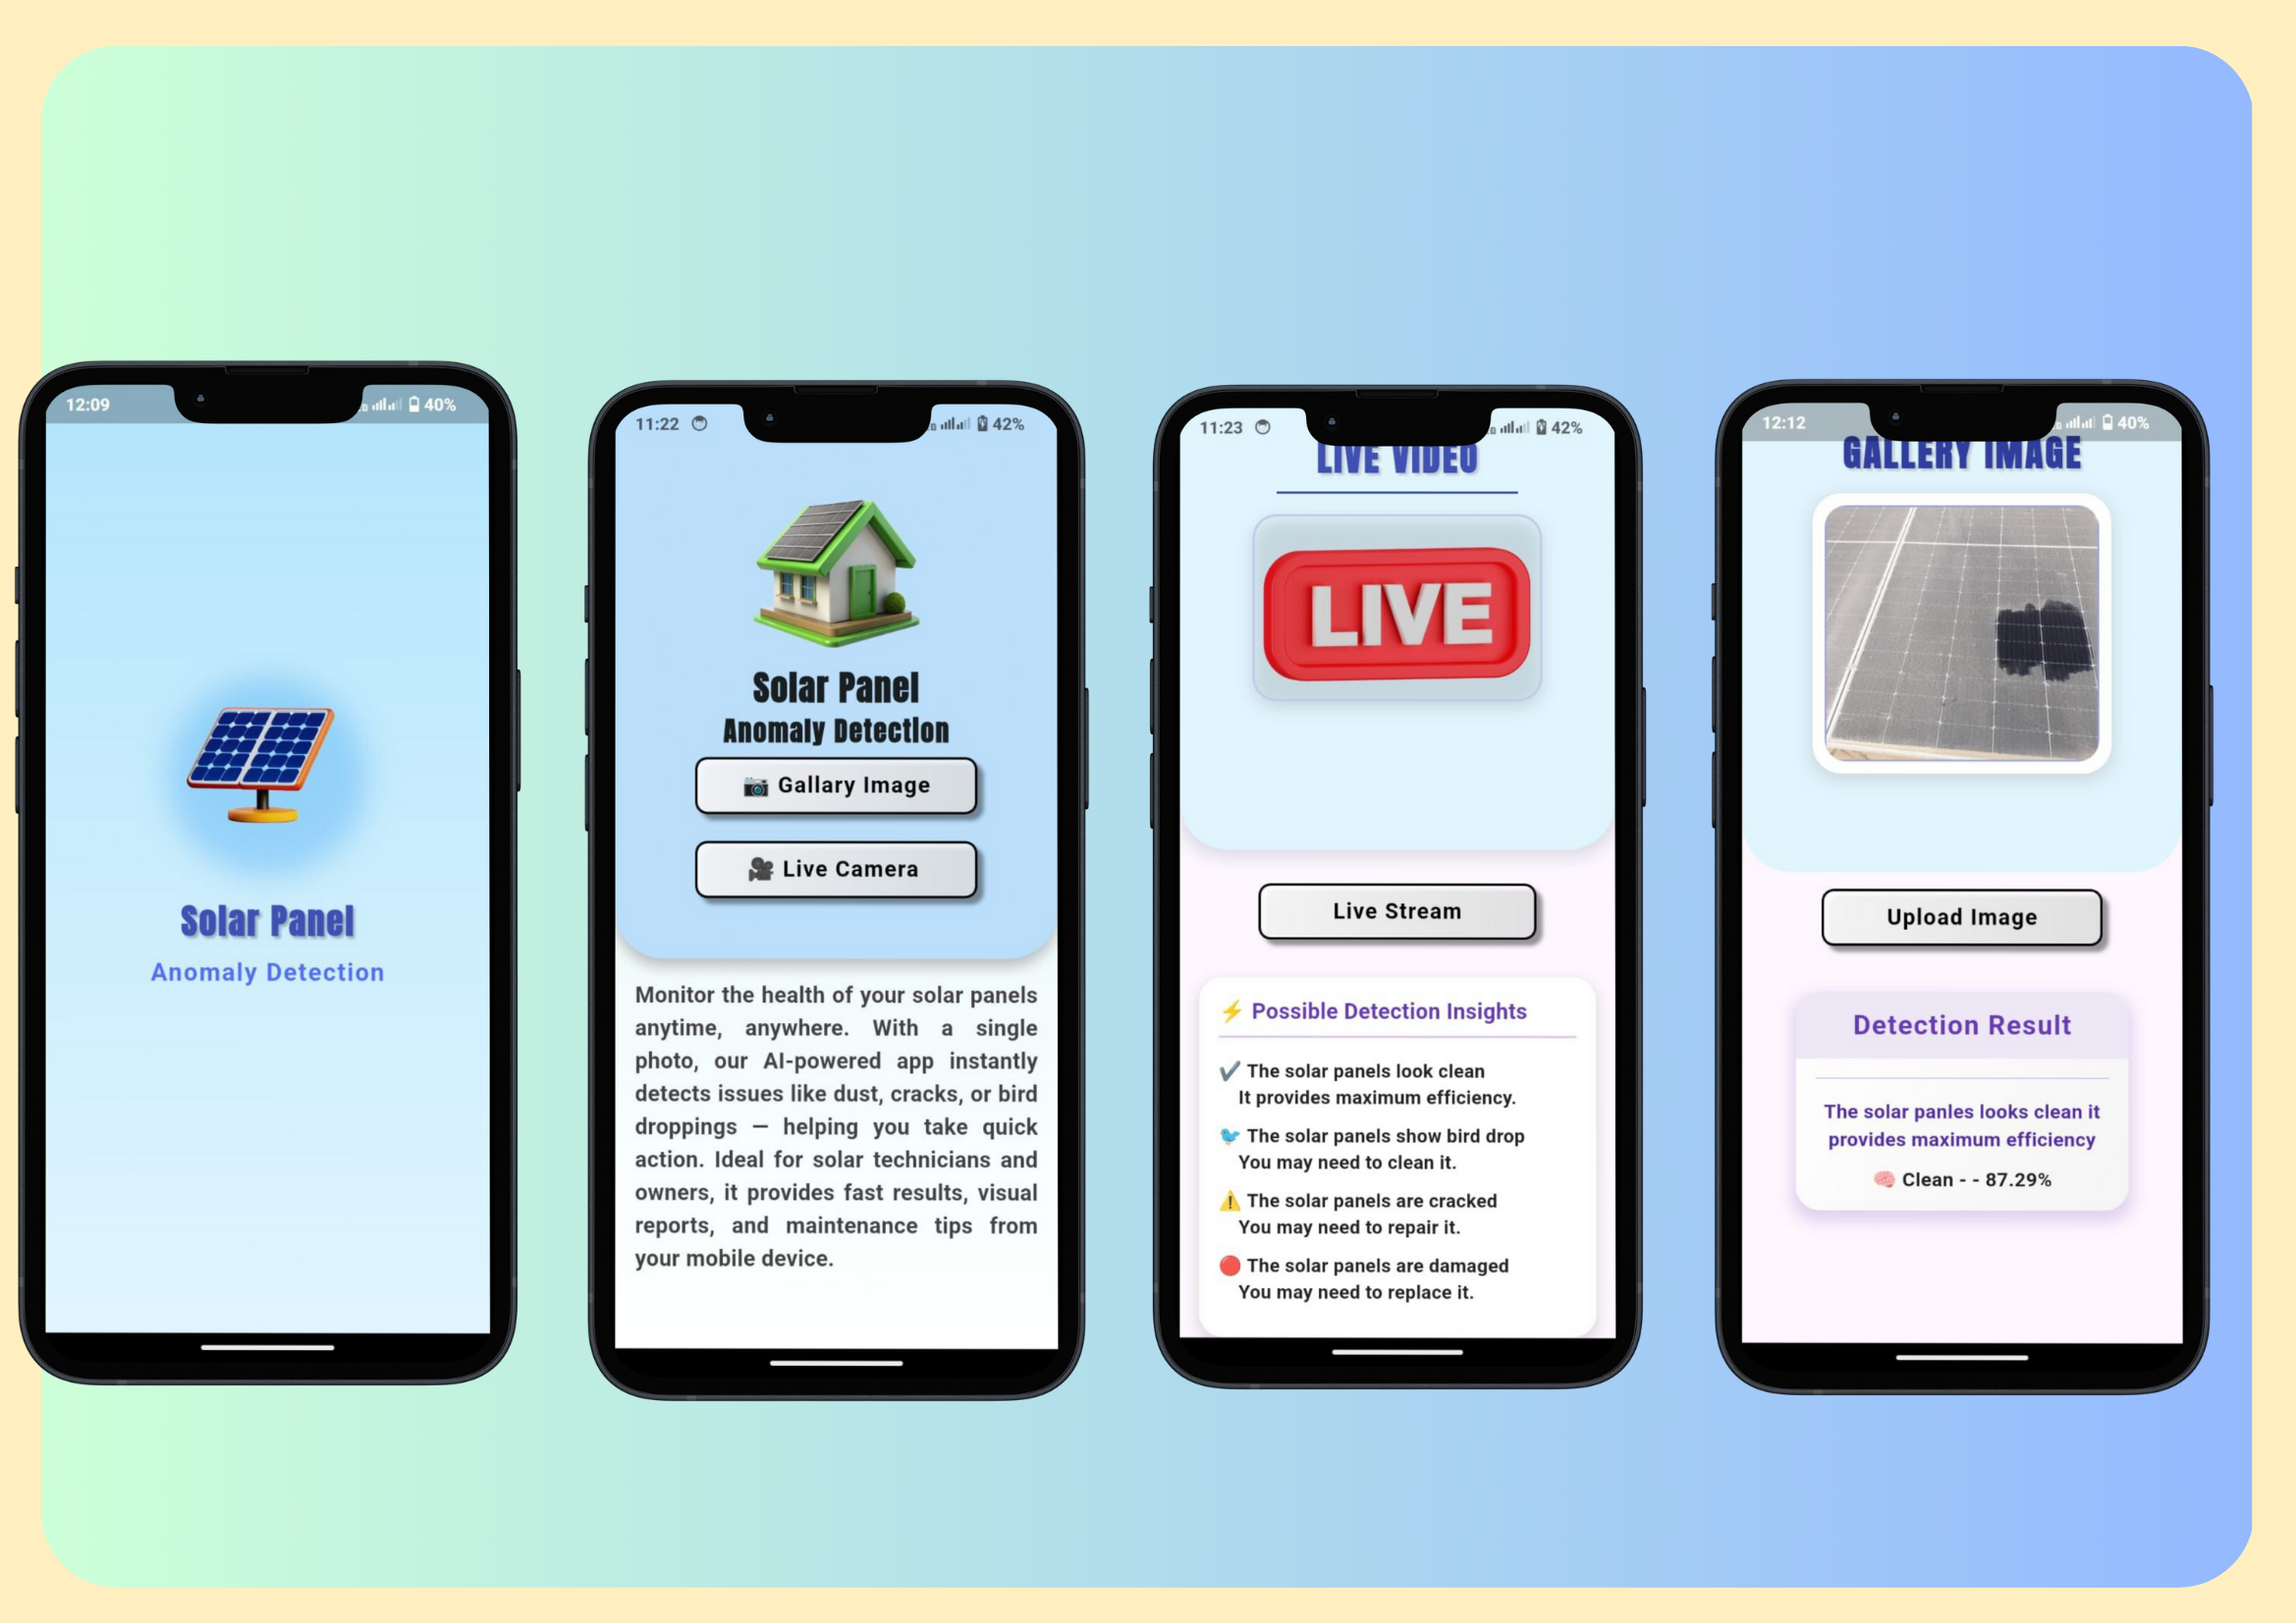 12:09
40%
Solar Panel
Anomaly Detection
11:22
42%
Solar Panel
Anomaly Detection
Gallary Image
Live Camera
Monitor the health of your solar panels
anytime, anywhere. With a single
photo, our AI-powered app instantly
detects issues like dust, cracks, or bird
droppings — helping you take quick
action. Ideal for solar technicians and
owners, it provides fast results, visual
reports, and maintenance tips from
your mobile device.
11:23
42%
LIVE VIDEO
LIVE
Live Stream
Possible Detection Insights
The solar panels look clean
It provides maximum efficiency.
The solar panels show bird drop
You may need to clean it.
The solar panels are cracked
You may need to repair it.
The solar panels are damaged
You may need to replace it.
12:12
40%
GALLERY IMAGE
Upload Image
Detection Result
The solar panles looks clean it
provides maximum efficiency
Clean - - 87.29%